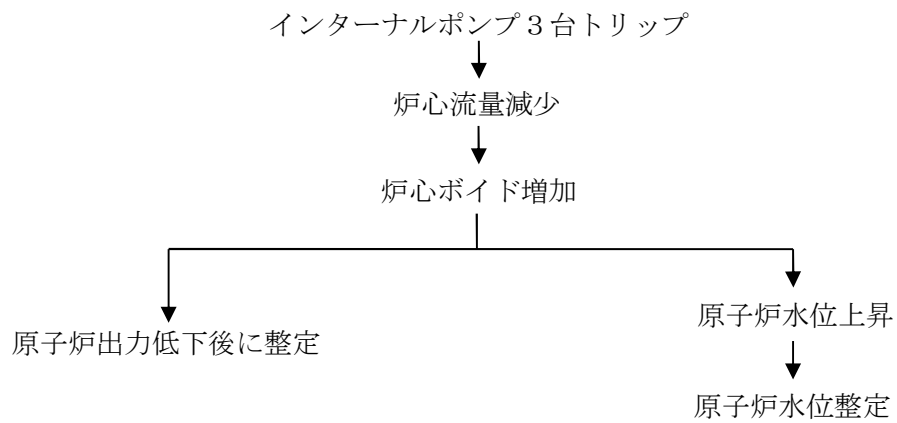 インターナルポンプ３台トリップ
炉心流量減少
炉心ボイド増加
原子炉出力低下後に整定
原子炉水位上昇
原子炉水位整定